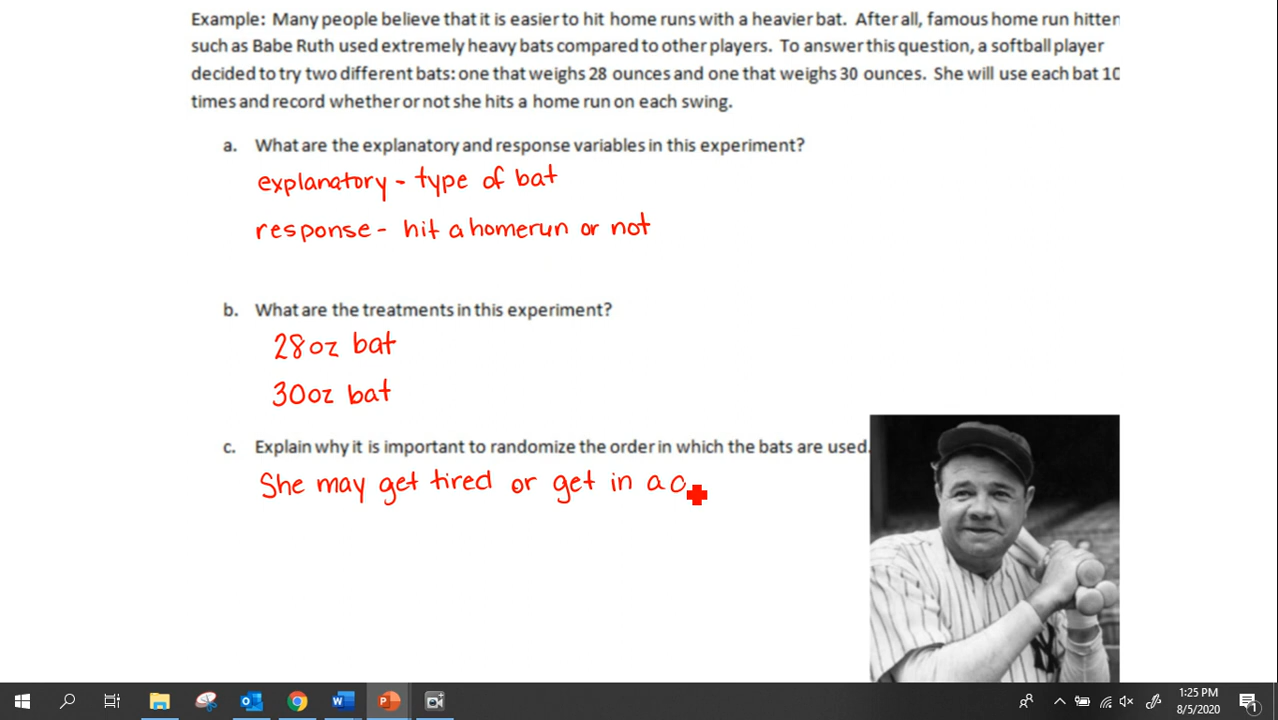 Example: Many people believe that it is easier to hit home runs with a heavier bat. After all, famous home run hitter
such as Babe Ruth used extremely heavy bats compared to other players. To answer this question, a softball player
decided to try two different bats: one that weighs 28 ounces and one that weighs 30 ounces. She will use each bat 10
times and record whether or not she hits a home run on each swing.
a. What are the explanatory and response variables in this experiment?
explanatory - type of bat
response - hit a homerun or not
b. What are the treatments in this experiment?
28oz bat
30oz bat
c. Explain why it is important to randomize the order in which the bats are used.
She may get tired or get in a
1:25 PM
8/5/2020
1